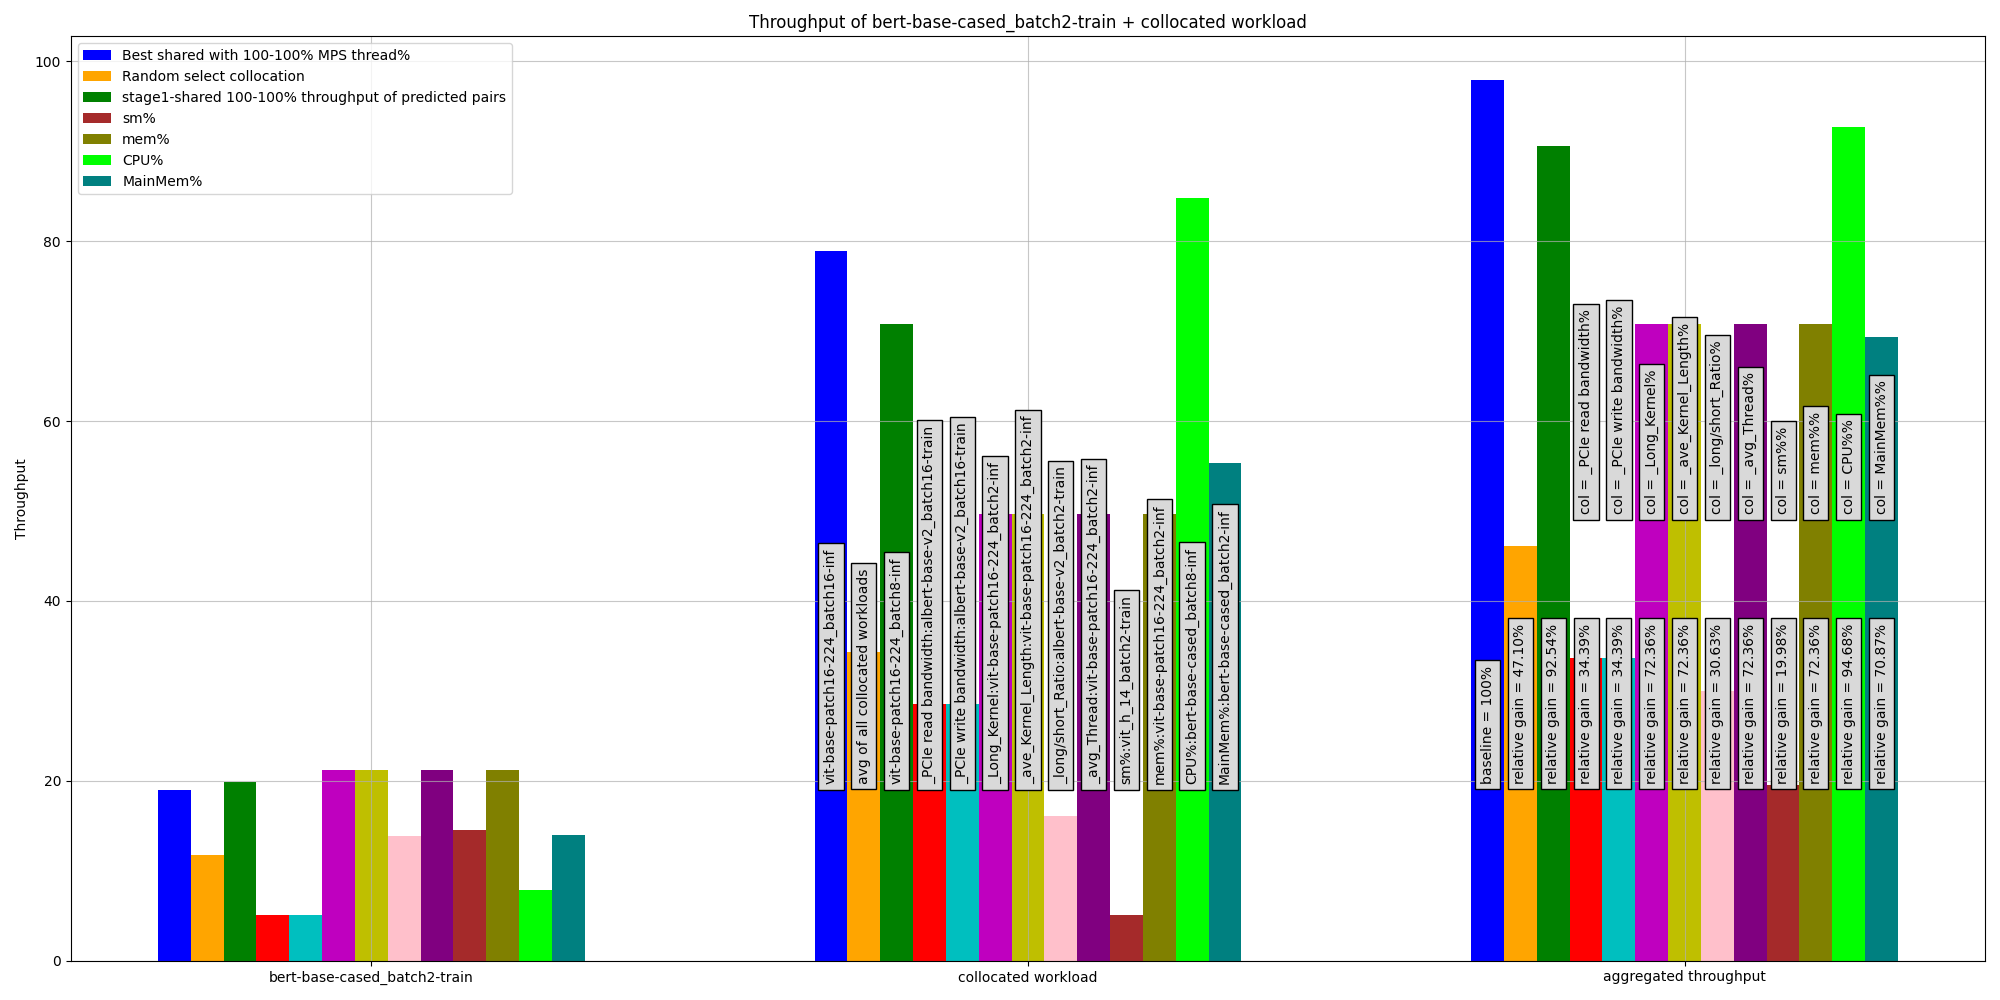 Throughput of bert-base-cased_batch2-train + collocated workload
Best shared with 100-100% MPS thread%
Random select collocation
stage1-shared 100-100% throughput of predicted pairs
sm%
mem%
CPU%
MainMem%
Throughput
100
80
60
40
20
0
vit-base-patch16-224_batch16-inf
avg of all collocated workloads
vit-base-patch16-224_batch8-inf
_PCIe read bandwidth:albert-base-v2_batch16-train
_PCIe write bandwidth:albert-base-v2_batch16-train
_Long_Kernel:vit-base-patch16-224_batch2-inf
_ave_Kernel_Length:vit-base-patch16-224_batch2-inf
_long/short_Ratio:albert-base-v2_batch2-train
_avg_Thread:vit-base-patch16-224_batch2-inf
sm%:vit_h_14_batch2-train
mem%:vit-base-patch16-224_batch2-inf
CPU%:bert-base-cased_batch8-inf
MainMem%:bert-base-cased_batch2-inf
col = _PCIe read bandwidth%
col = _PCIe write bandwidth%
col = _Long_Kernel%
col = _ave_Kernel_Length%
col = _long/short_Ratio%
col = _avg_Thread%
col = sm%%
col = mem%%
col = CPU%%
col = MainMem%%
baseline = 100%
relative gain = 47.10%
relative gain = 92.54%
relative gain = 34.39%
relative gain = 34.39%
relative gain = 72.36%
relative gain = 72.36%
relative gain = 30.63%
relative gain = 72.36%
relative gain = 19.98%
relative gain = 72.36%
relative gain = 94.68%
relative gain = 70.87%
bert-base-cased_batch2-train
collocated workload
aggregated throughput